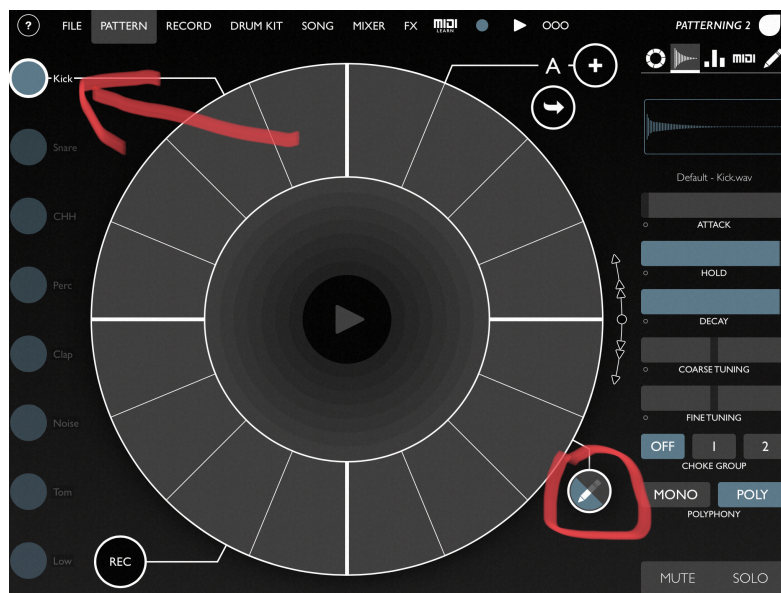 ? FILE PATTERN RECORD DRUM KIT SONG MIXER FX MIDI LEARN OOO PATTERNING 2
MIDI
Kick
A +
Snare
Default - Kick.wav
CHH
ATTACK
HOLD
Perc
DECAY
Clap
COARSE TUNING
Noise
FINE TUNING
OFF 1 2
CHOKE GROUP
Tom
MONO POLY
POLYPHONY
Low
REC
MUTE SOLO